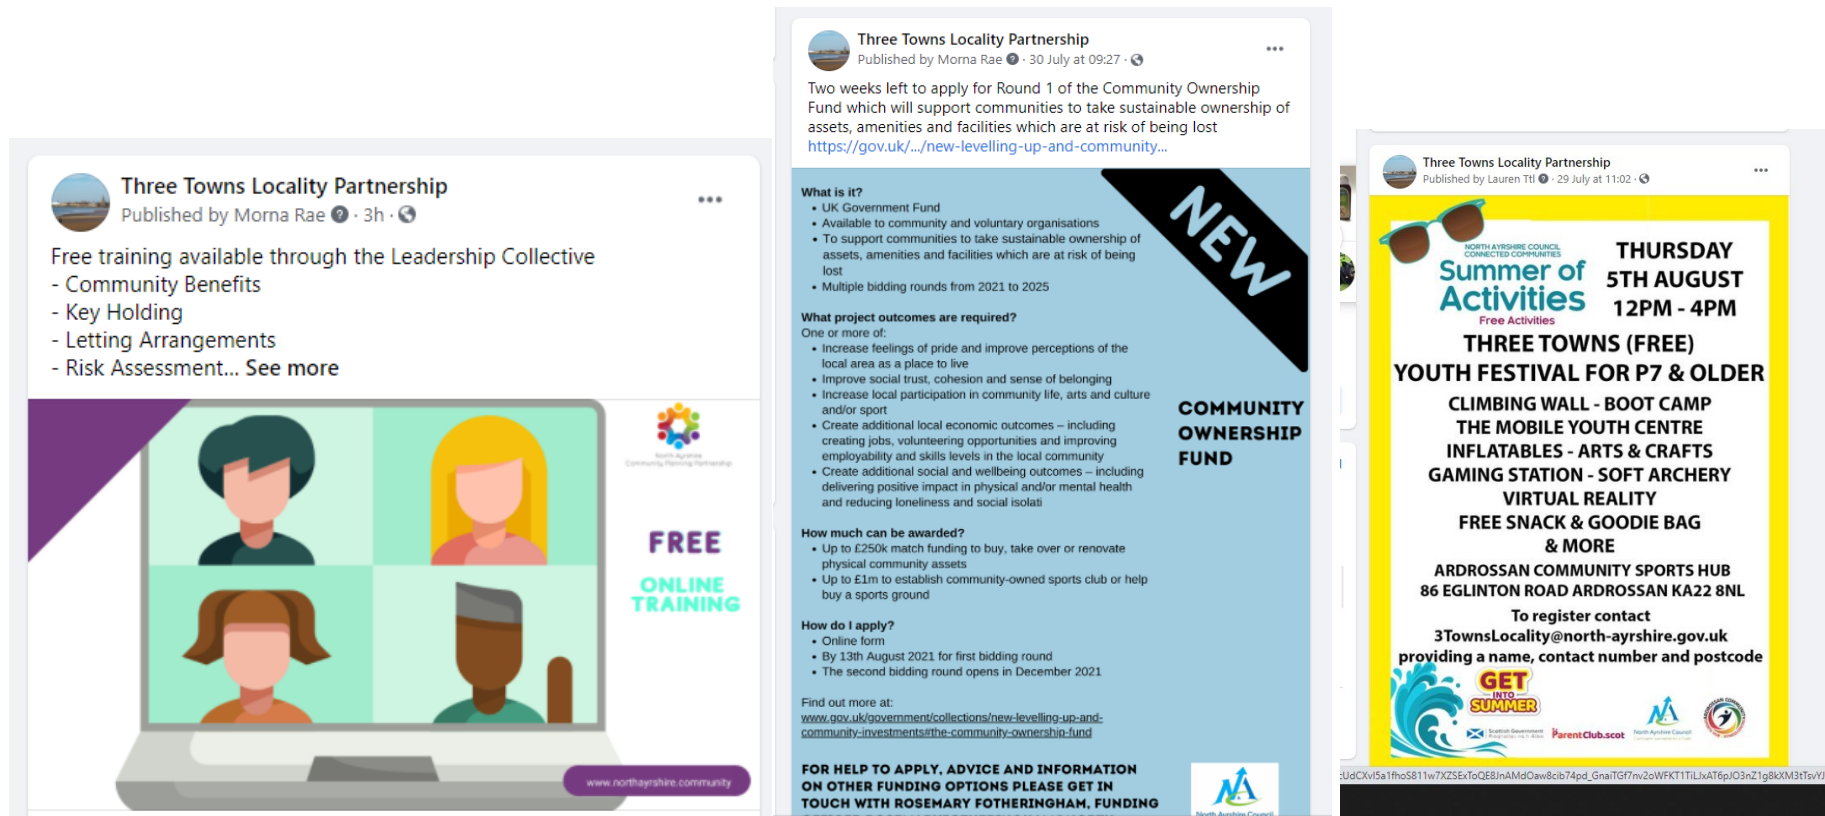 Three Towns Locality Partnership
Published by Morna Rae · 3h ·
Free training available through the Leadership Collective
- Community Benefits
- Key Holding
- Letting Arrangements
- Risk Assessment... See more
North Ayrshire
Community Planning Partnership
FREE
ONLINE
TRAINING
www.northayrshire.community
Three Towns Locality Partnership
Published by Morna Rae · 30 July at 09:27 ·
Two weeks left to apply for Round 1 of the Community Ownership
Fund which will support communities to take sustainable ownership of
assets, amenities and facilities which are at risk of being lost
https://gov.uk/.../new-levelling-up-and-community...
NEW
What is it?
• UK Government Fund
• Available to community and voluntary organisations
• To support communities to take sustainable ownership of
assets, amenities and facilities which are at risk of being
lost
• Multiple bidding rounds from 2021 to 2025
What project outcomes are required?
One or more of:
• Increase feelings of pride and improve perceptions of the
local area as a place to live
• Improve social trust, cohesion and sense of belonging
• Increase local participation in community life, arts and culture
and/or sport
• Create additional local economic outcomes – including
creating jobs, volunteering opportunities and improving
employability and skills levels in the local community
• Create additional social and wellbeing outcomes – including
delivering positive impact in physical and/or mental health
and reducing loneliness and social isolati
COMMUNITY
OWNERSHIP
FUND
How much can be awarded?
• Up to £250k match funding to buy, take over or renovate
physical community assets
• Up to £1m to establish community-owned sports club or help
buy a sports ground
How do I apply?
• Online form
• By 13th August 2021 for first bidding round
• The second bidding round opens in December 2021
Find out more at:
www.gov.uk/government/collections/new-levelling-up-and-
community-investments#the-community-ownership-fund
FOR HELP TO APPLY, ADVICE AND INFORMATION
ON OTHER FUNDING OPTIONS PLEASE GET IN
TOUCH WITH ROSEMARY FOTHERINGHAM, FUNDING
North Ayrshire Council
Three Towns Locality Partnership
Published by Lauren Ttl · 29 July at 11:02 ·
NORTH AYRSHIRE COUNCIL
CONNECTED COMMUNITIES
Summer of
Activities
Free Activities
THURSDAY
5TH AUGUST
12PM - 4PM
THREE TOWNS (FREE)
YOUTH FESTIVAL FOR P7 & OLDER
CLIMBING WALL - BOOT CAMP
THE MOBILE YOUTH CENTRE
INFLATABLES - ARTS & CRAFTS
GAMING STATION - SOFT ARCHERY
VIRTUAL REALITY
FREE SNACK & GOODIE BAG
& MORE
ARDROSSAN COMMUNITY SPORTS HUB
86 EGLINTON ROAD ARDROSSAN KA22 8NL
To register contact
3TownsLocality@north-ayrshire.gov.uk
providing a name, contact number and postcode
GET
INTO
SUMMER
Scottish Government
ParentClub.scot
North Ayrshire Council